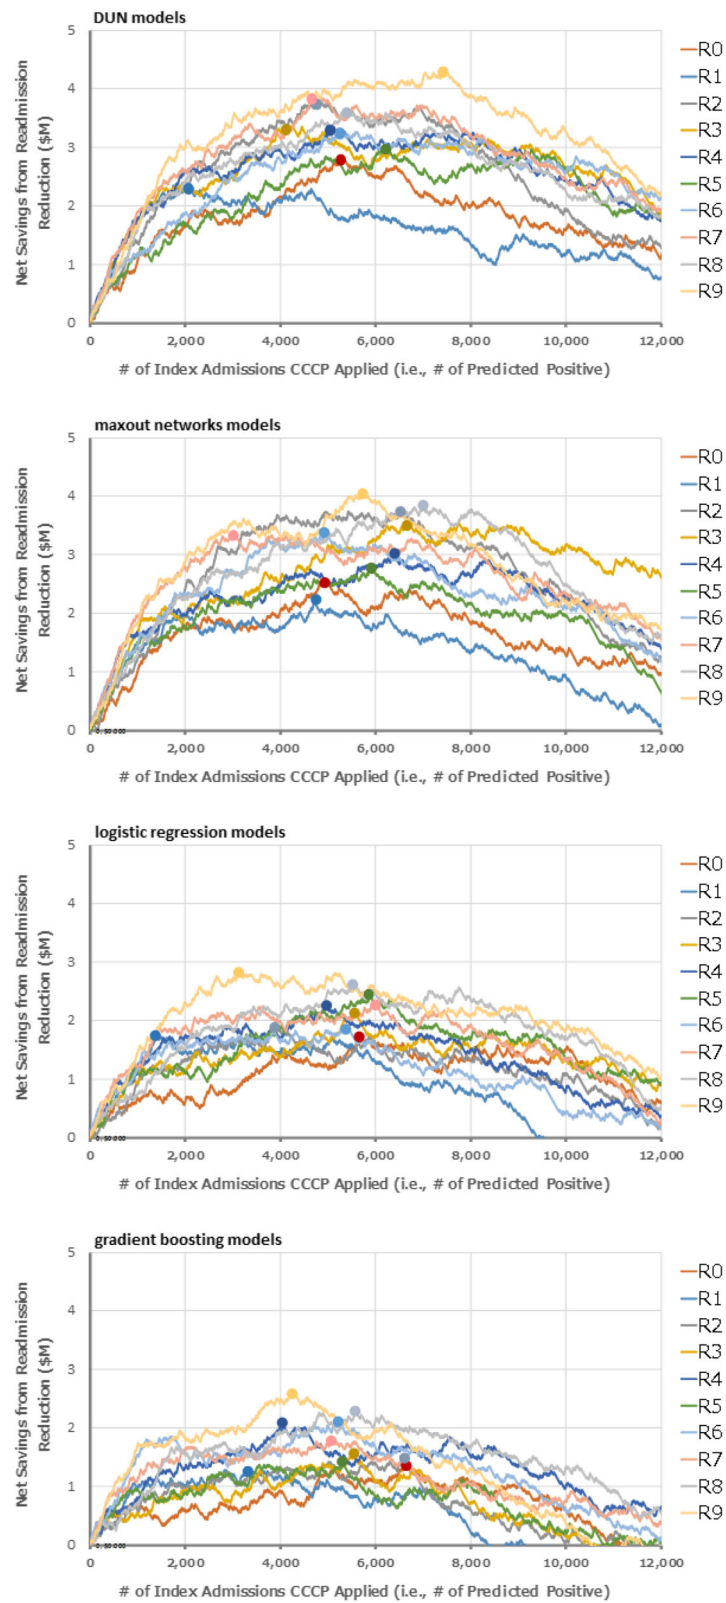 DUN models
5
4
3
2
1
0
Net Savings from Readmission
Reduction ($M)
0 2,000 4,000 6,000 8,000 10,000 12,000
# of Index Admissions CCCP Applied (i.e., # of Predicted Positive)
R0
R1
R2
R3
R4
R5
R6
R7
R8
R9
maxout networks models
5
4
3
2
1
0
Net Savings from Readmission
Reduction ($M)
0 2,000 4,000 6,000 8,000 10,000 12,000
# of Index Admissions CCCP Applied (i.e., # of Predicted Positive)
R0
R1
R2
R3
R4
R5
R6
R7
R8
R9
logistic regression models
5
4
3
2
1
0
Net Savings from Readmission
Reduction ($M)
0 2,000 4,000 6,000 8,000 10,000 12,000
# of Index Admissions CCCP Applied (i.e., # of Predicted Positive)
R0
R1
R2
R3
R4
R5
R6
R7
R8
R9
gradient boosting models
5
4
3
2
1
0
Net Savings from Readmission
Reduction ($M)
0 2,000 4,000 6,000 8,000 10,000 12,000
# of Index Admissions CCCP Applied (i.e., # of Predicted Positive)
R0
R1
R2
R3
R4
R5
R6
R7
R8
R9